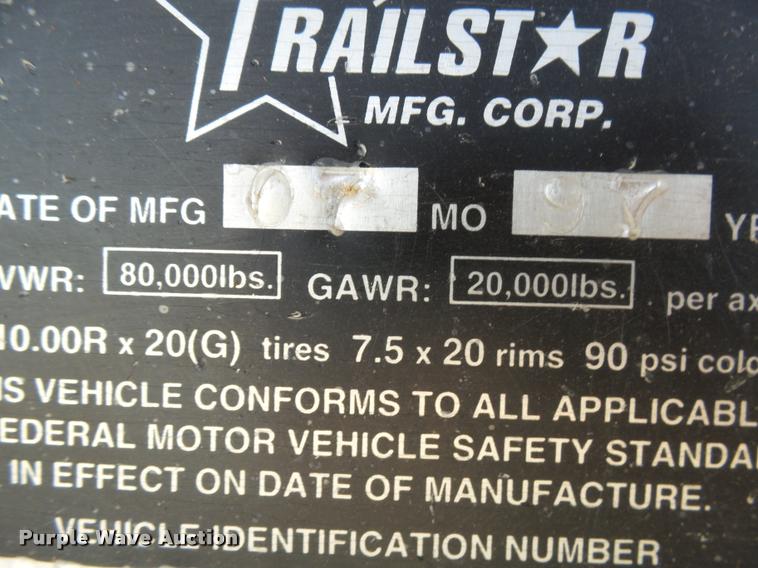 TRAILSTAR
MFG. CORP.
ATE OF MFG 07 MO 97 YE
VWR: 80,000lbs. GAWR: 20,000lbs. per ax
10.00R x 20(G) tires 7.5 x 20 rims 90 psi cold
IS VEHICLE CONFORMS TO ALL APPLICABL
EDERAL MOTOR VEHICLE SAFETY STANDA
IN EFFECT ON DATE OF MANUFACTURE.
VEHICLE IDENTIFICATION NUMBER
Purple Wave Auction